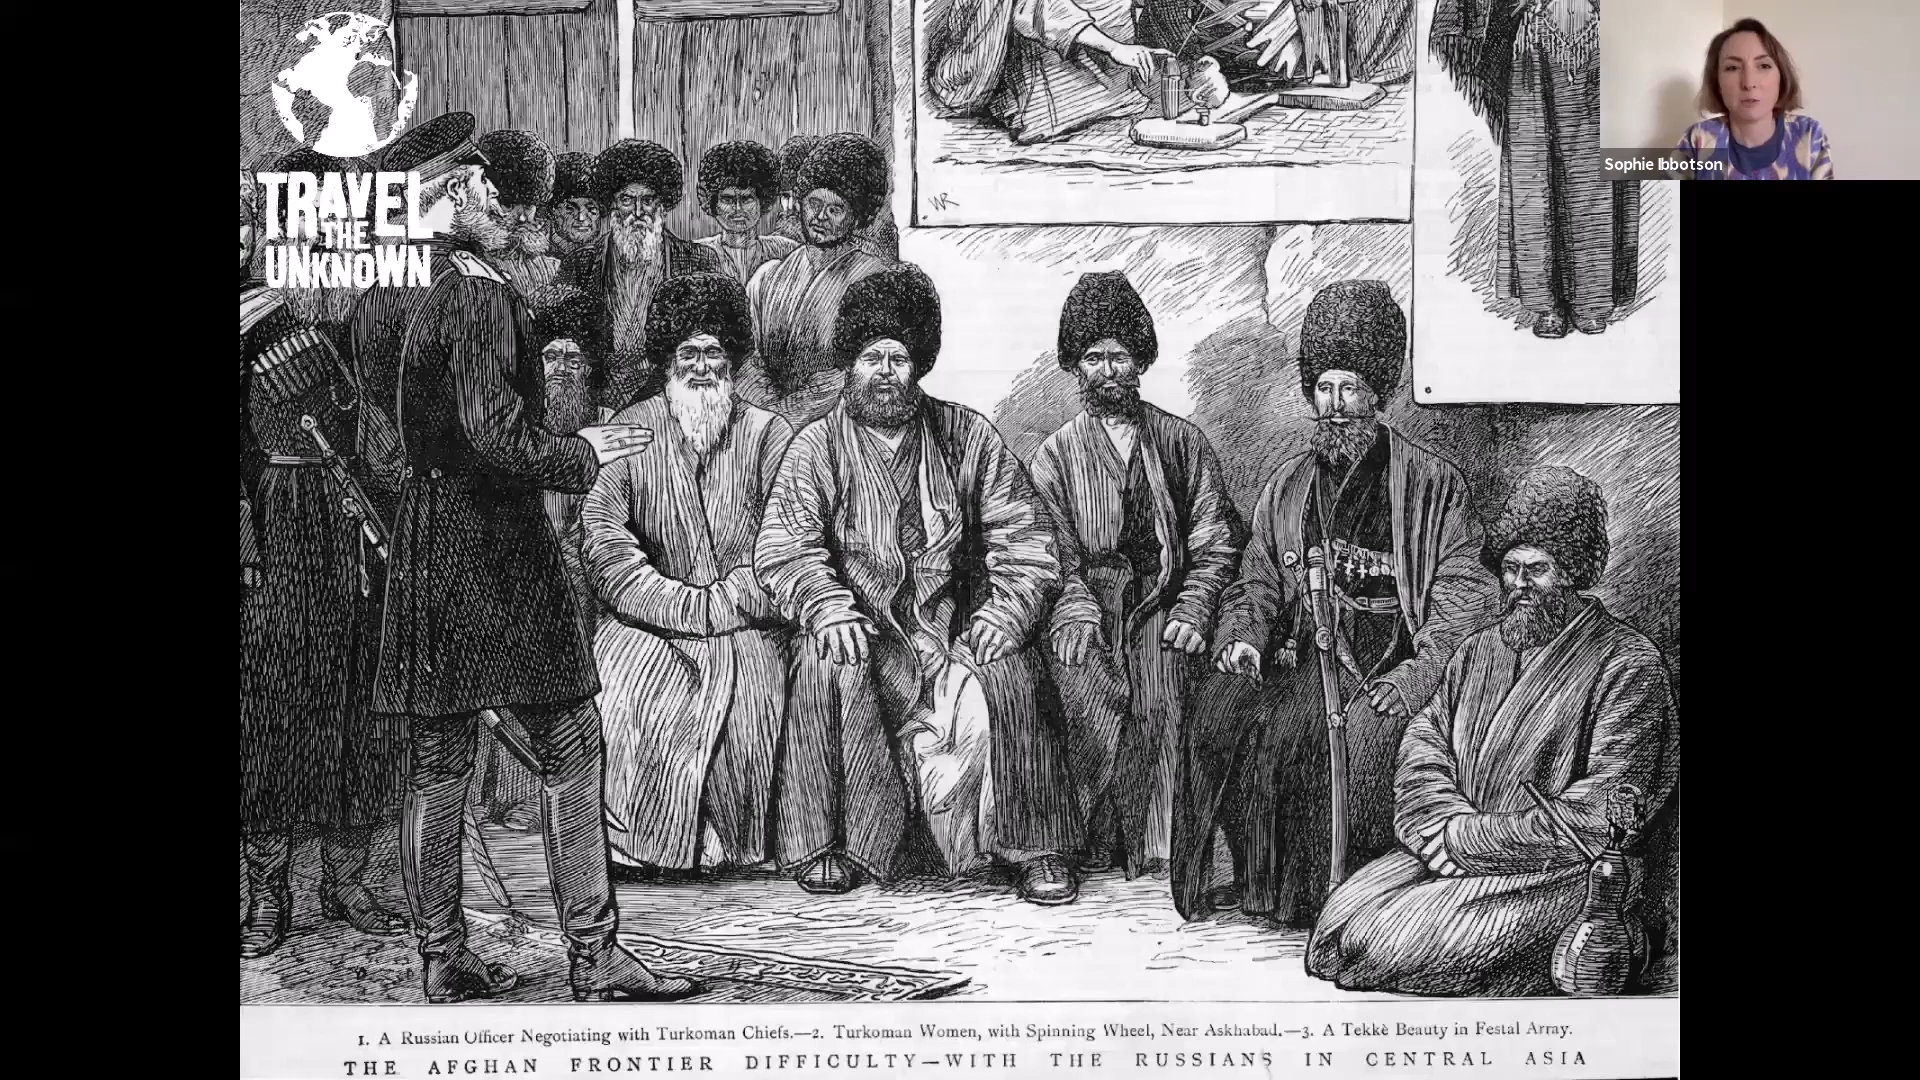 TRAVEL
THE
UNKNOWN
WR
Sophie Ibbotson
1. A Russian Officer Negotiating with Turkoman Chiefs.—2. Turkoman Women, with Spinning Wheel, Near Askhabad.—3. A Tekkè Beauty in Festal Array.
THE AFGHAN FRONTIER DIFFICULTY—WITH THE RUSSIANS IN CENTRAL ASIA